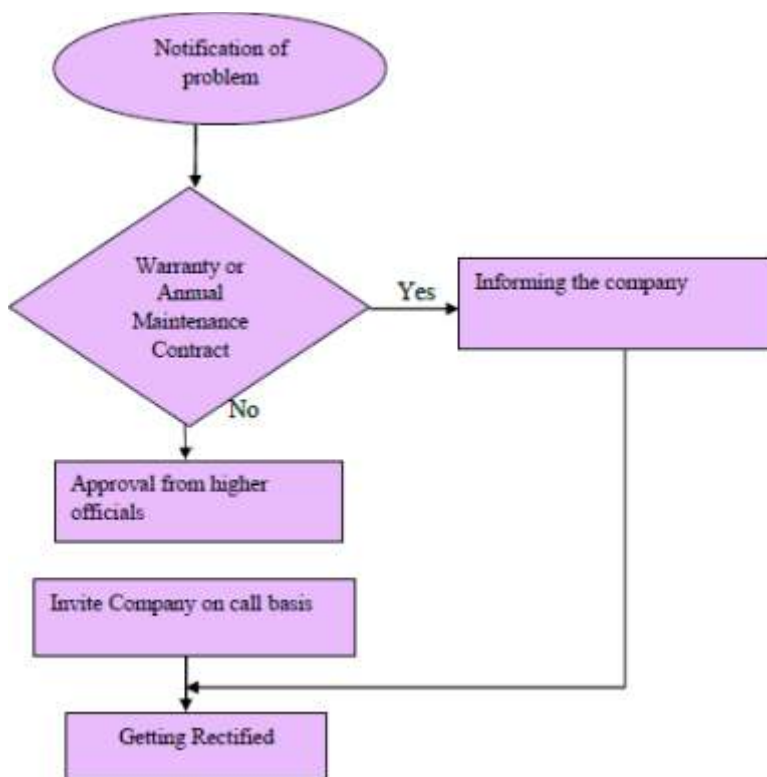 Notification of
problem
Warranty or
Annual
Maintenance
Contract
Yes
Informing the company
No
Approval from higher
officials
Invite Company on call basis
Getting Rectified